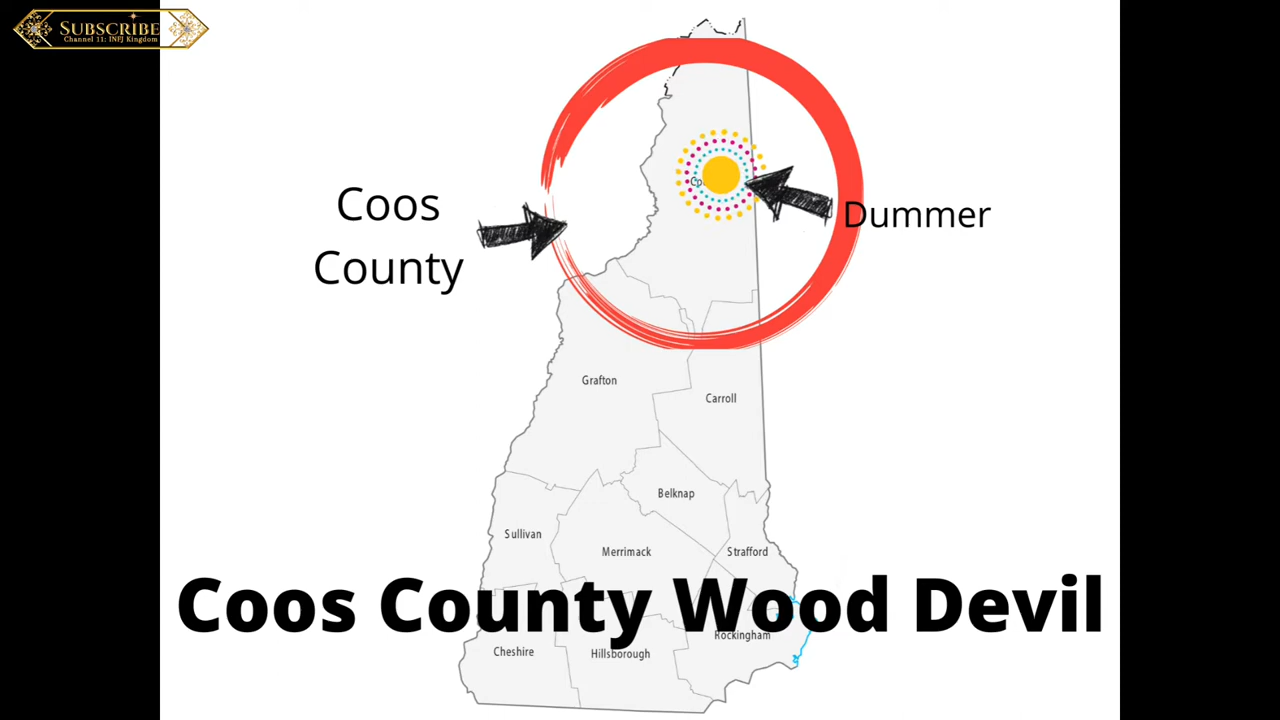 SUBSCRIBE
Channel 11: INFJ Kingdom
Coos
County
Dummer
Grafton
Carroll
Belknap
Sullivan
Merrimack
Strafford
Coos County Wood Devil
Rockingham
Cheshire
Hillsborough